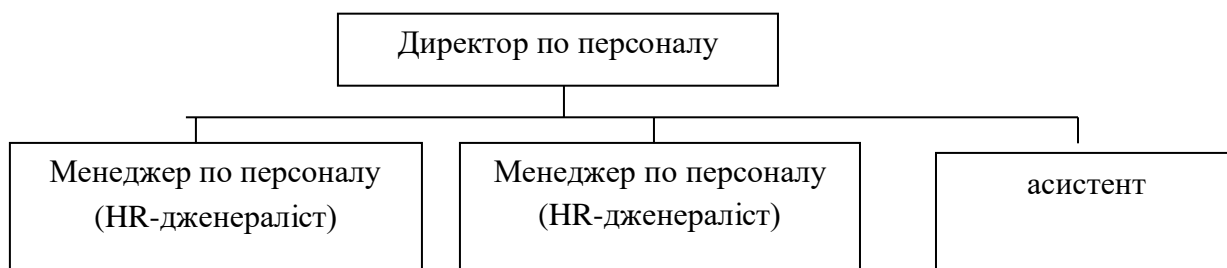 Директор по персоналу
Менеджер по персоналу
(HR-дженераліст)
Менеджер по персоналу
(HR-дженераліст)
асистент